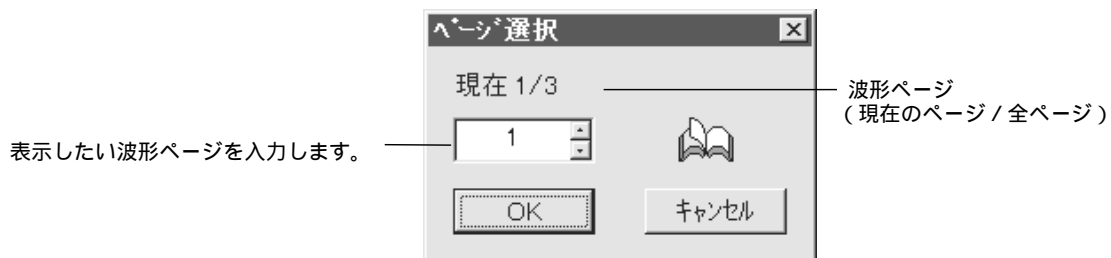 ページ選択
現在 1/3
波形ページ
(現在のページ / 全ページ)
1
表示したい波形ページを入力します。
OK
キャンセル